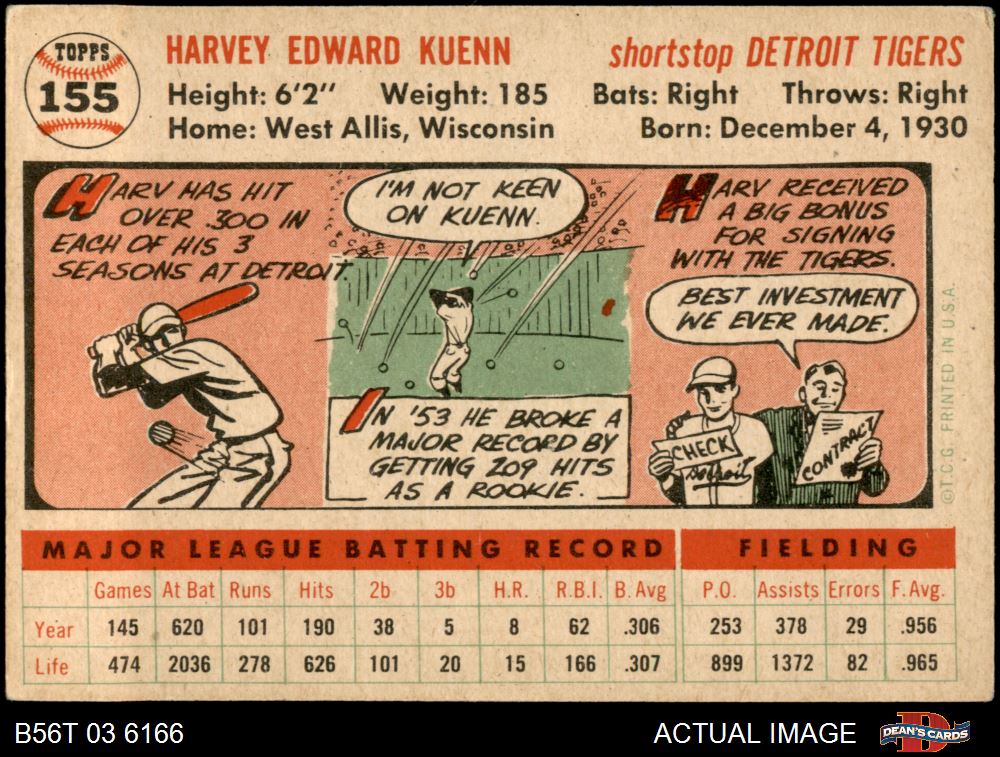 TOPPS
155
HARVEY EDWARD KUENN
shortstop DETROIT TIGERS
Height: 6'2" Weight: 185 Bats: Right Throws: Right
Home: West Allis, Wisconsin Born: December 4, 1930
HARV HAS HIT
OVER .300 IN
EACH OF HIS 3
SEASONS AT DETROIT.
I'M NOT KEEN
ON KUENN.
IN '53 HE BROKE A
MAJOR RECORD BY
GETTING 209 HITS
AS A ROOKIE.
HARV RECEIVED
A BIG BONUS
FOR SIGNING
WITH THE TIGERS.
BEST INVESTMENT
WE EVER MADE.
CHECK
Detroit
CONTRACT
©T.C.G. PRINTED IN U.S.A.
MAJOR LEAGUE BATTING RECORD FIELDING
Games At Bat Runs Hits 2b 3b H.R. R.B.I. B. Avg P.O. Assists Errors F. Avg.
Year 145 620 101 190 38 5 8 62 .306 253 378 29 .956
Life 474 2036 278 626 101 20 15 166 .307 899 1372 82 .965
B56T 03 6166 ACTUAL IMAGE
D
DEAN'S CARDS